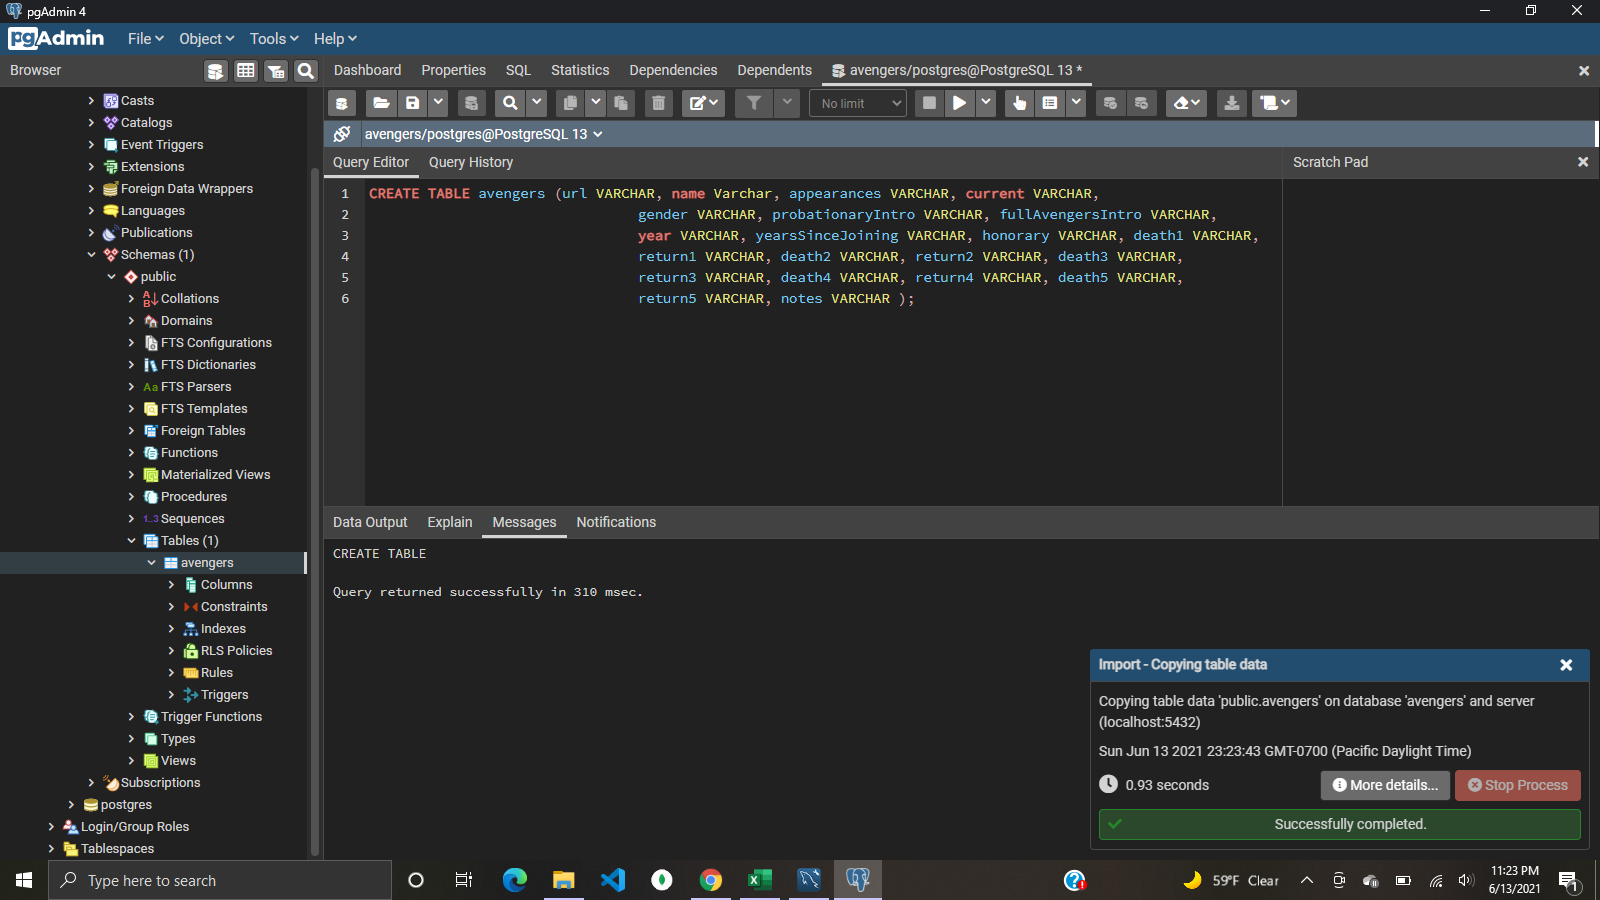 pgAdmin 4
pgAdmin File Object Tools Help
Browser
Dashboard Properties SQL Statistics Dependencies Dependents avengers/postgres@PostgreSQL 13 *
No limit
avengers/postgres@PostgreSQL 13
Query Editor Query History
Scratch Pad
Casts
Catalogs
Event Triggers
Extensions
Foreign Data Wrappers
Languages
Publications
Schemas (1)
public
Collations
Domains
FTS Configurations
FTS Dictionaries
Aa FTS Parsers
FTS Templates
Foreign Tables
Functions
Materialized Views
Procedures
1..3 Sequences
Tables (1)
avengers
Columns
Constraints
Indexes
RLS Policies
Rules
Triggers
Trigger Functions
Types
Views
Subscriptions
postgres
Login/Group Roles
Tablespaces
1 CREATE TABLE avengers (url VARCHAR, name Varchar, appearances VARCHAR, current VARCHAR,
2 gender VARCHAR, probationaryIntro VARCHAR, fullAvengersIntro VARCHAR,
3 year VARCHAR, yearsSinceJoining VARCHAR, honorary VARCHAR, death1 VARCHAR,
4 return1 VARCHAR, death2 VARCHAR, return2 VARCHAR, death3 VARCHAR,
5 return3 VARCHAR, death4 VARCHAR, return4 VARCHAR, death5 VARCHAR,
6 return5 VARCHAR, notes VARCHAR );
Data Output Explain Messages Notifications
CREATE TABLE
Query returned successfully in 310 msec.
Import - Copying table data
Copying table data 'public.avengers' on database 'avengers' and server
(localhost:5432)
Sun Jun 13 2021 23:23:43 GMT-0700 (Pacific Daylight Time)
0.93 seconds More details... Stop Process
Successfully completed.
Type here to search
59°F Clear
11:23 PM
6/13/2021
1